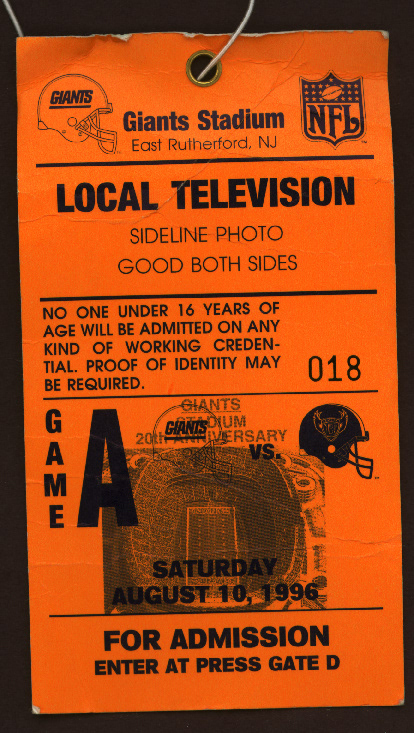 GIANTS
Giants Stadium
East Rutherford, NJ
NFL
LOCAL TELEVISION
SIDELINE PHOTO
GOOD BOTH SIDES
NO ONE UNDER 16 YEARS OF
AGE WILL BE ADMITTED ON ANY
KIND OF WORKING CREDEN-
TIAL. PROOF OF IDENTITY MAY
BE REQUIRED.
018
GAME
A
GIANTS
STADIUM
20th ANNIVERSARY
GIANTS
VS.
SATURDAY
AUGUST 10, 1996
FOR ADMISSION
ENTER AT PRESS GATE D